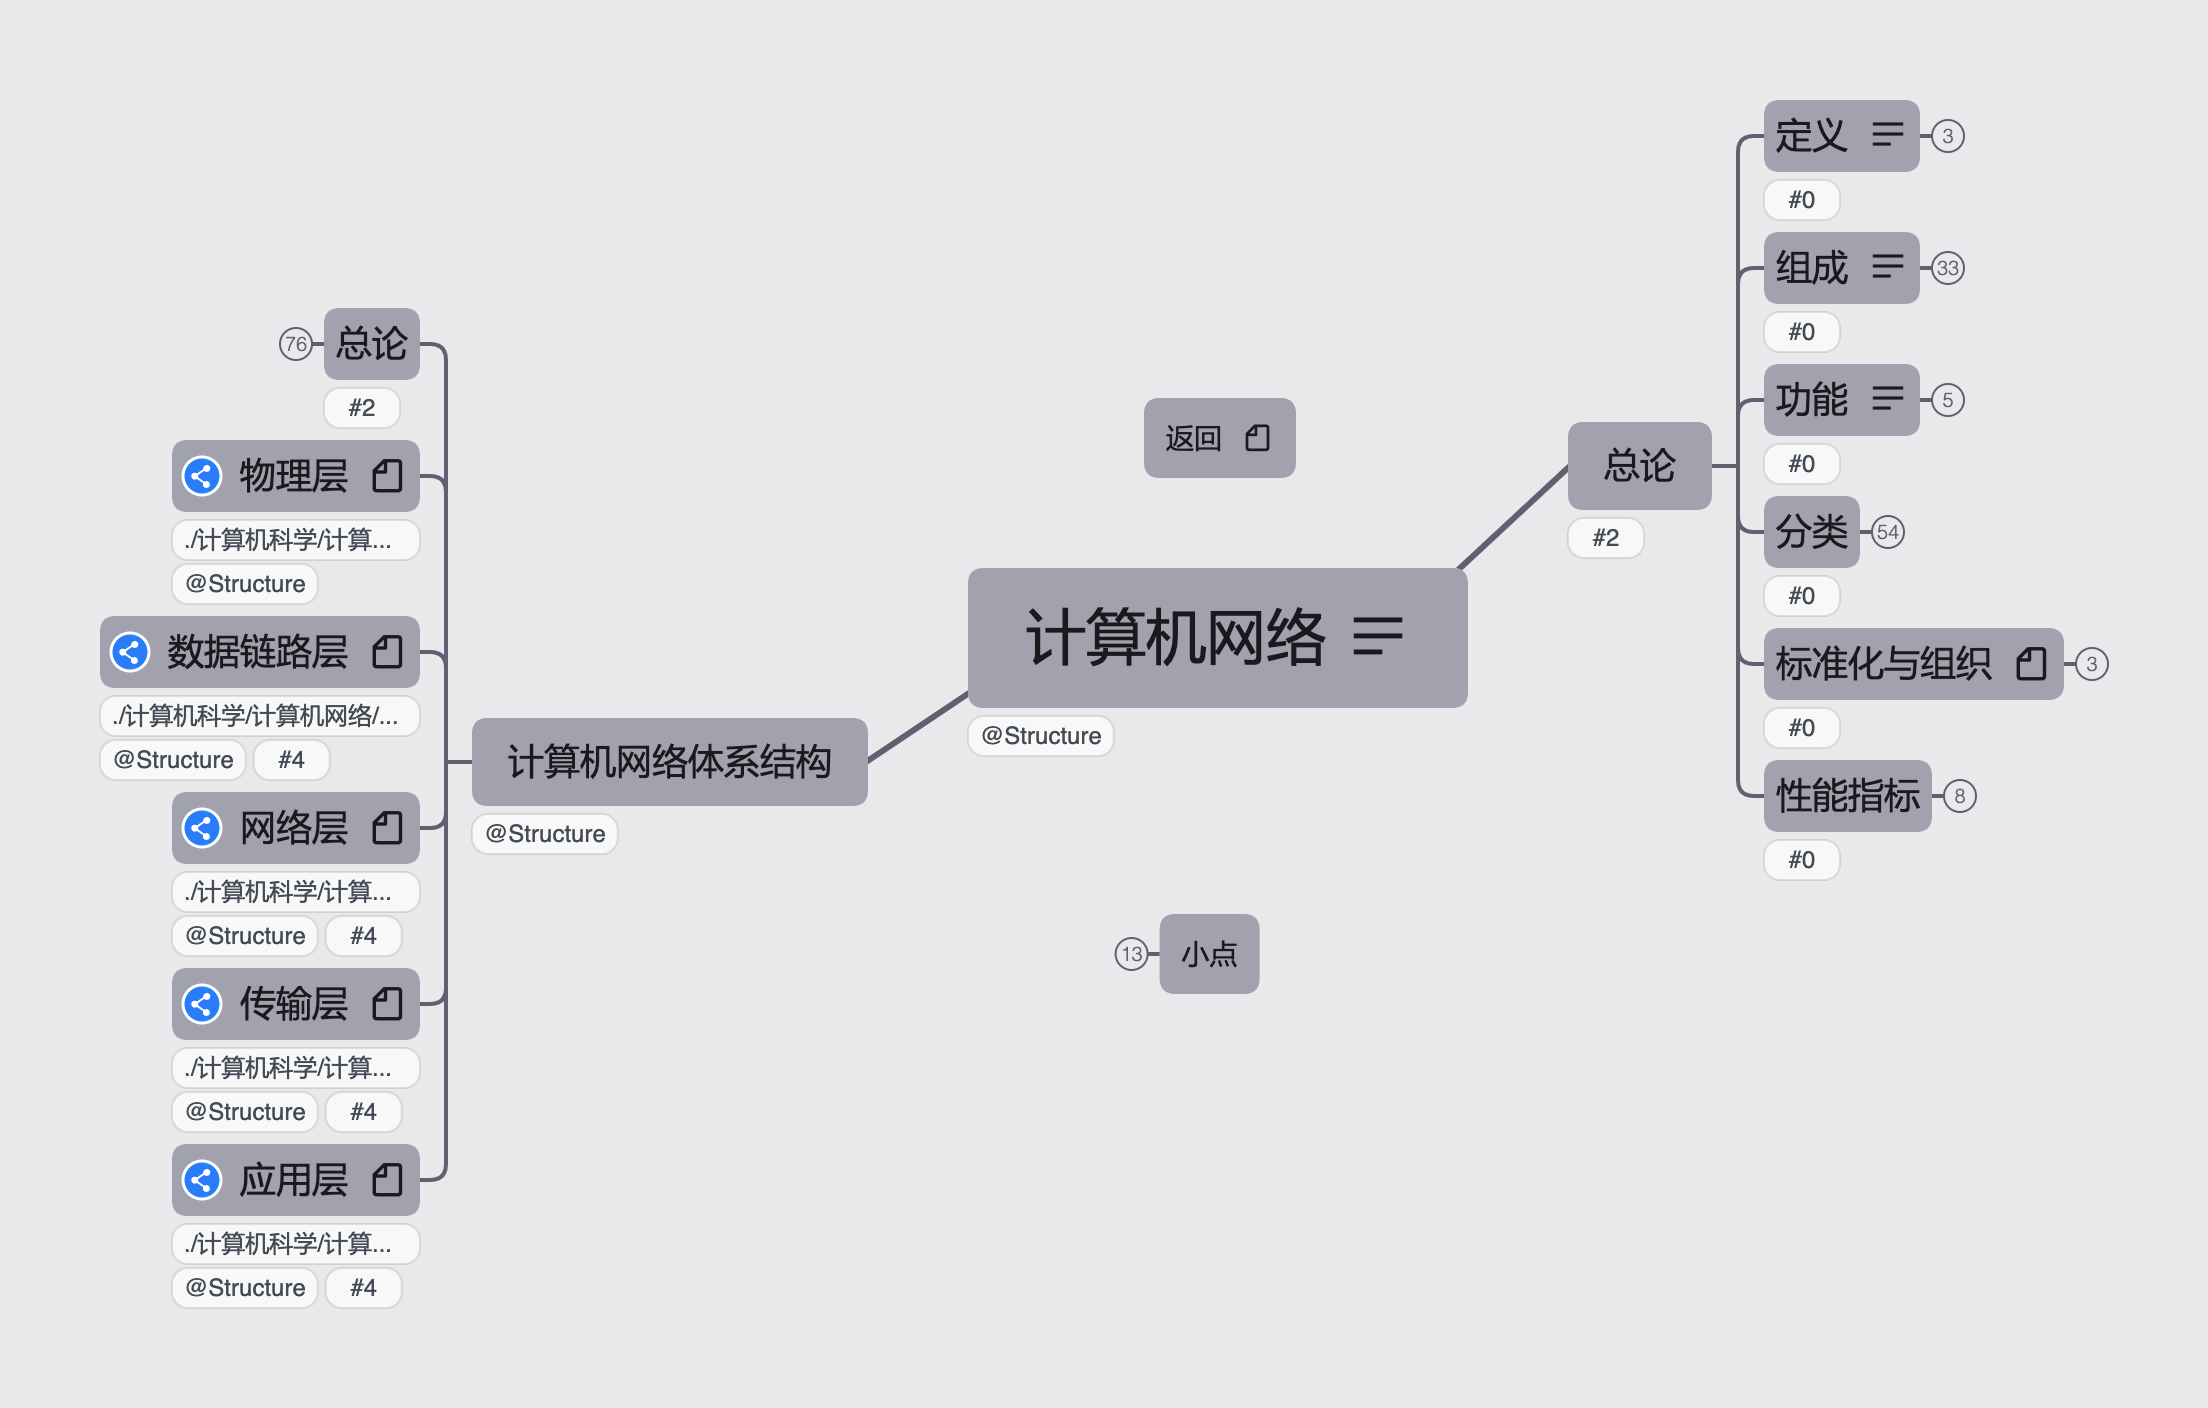 计算机网络
@Structure
返回
总论
#2
定义
3
#0
组成
33
#0
功能
5
#0
分类
54
#0
标准化与组织
3
#0
性能指标
8
#0
计算机网络体系结构
@Structure
76
总论
#2
物理层
./计算机科学/计算...
@Structure
数据链路层
./计算机科学/计算机网络/...
@Structure #4
网络层
./计算机科学/计算...
@Structure #4
传输层
./计算机科学/计算...
@Structure #4
应用层
./计算机科学/计算...
@Structure #4
13
小点